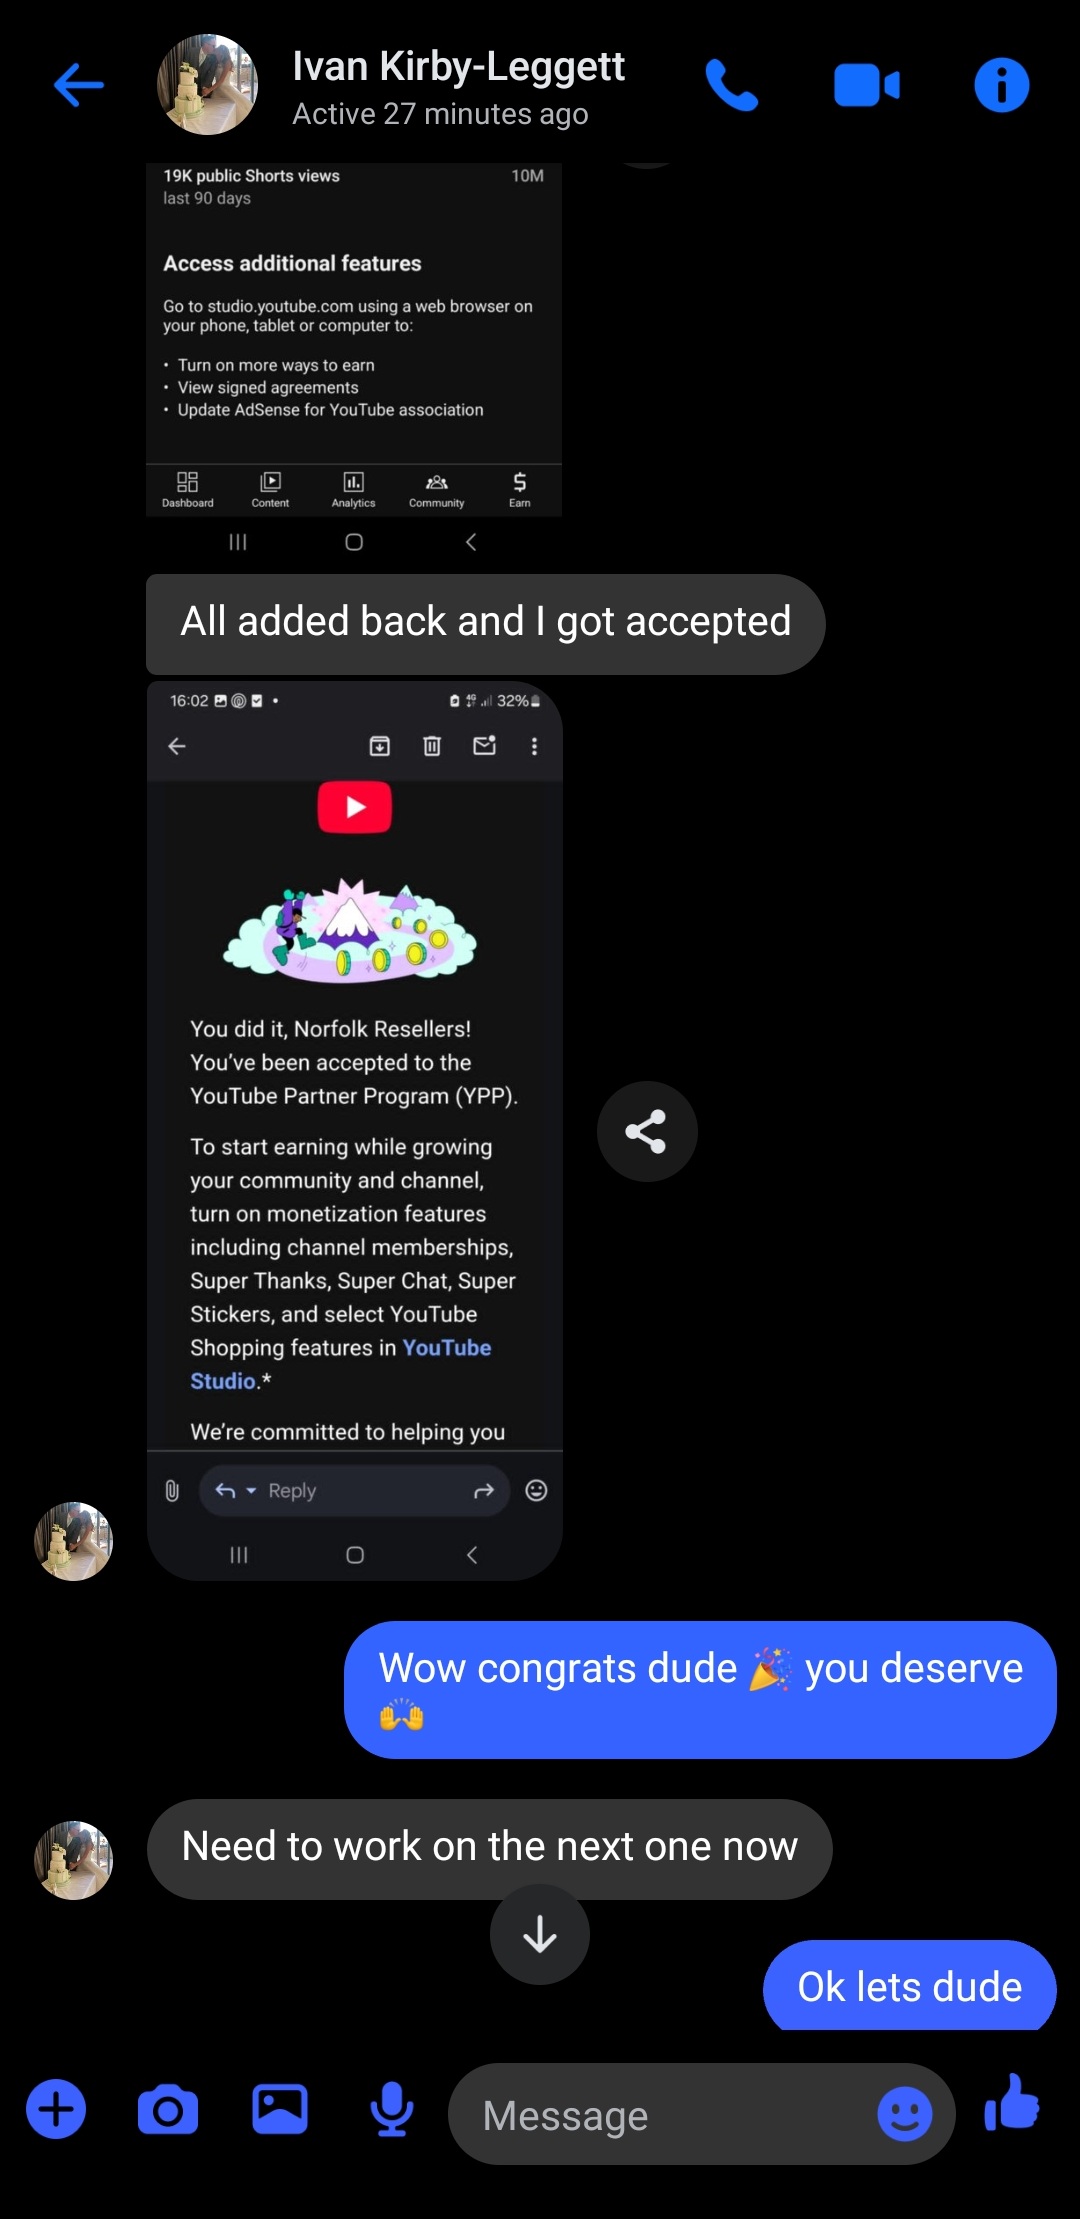 Ivan Kirby-Leggett
Active 27 minutes ago
19K public Shorts views 10M
last 90 days
Access additional features
Go to studio.youtube.com using a web browser on
your phone, tablet or computer to:
• Turn on more ways to earn
• View signed agreements
• Update AdSense for YouTube association
Dashboard Content Analytics Community Earn
All added back and I got accepted
16:02 4G 32%
You did it, Norfolk Resellers!
You’ve been accepted to the
YouTube Partner Program (YPP).
To start earning while growing
your community and channel,
turn on monetization features
including channel memberships,
Super Thanks, Super Chat, Super
Stickers, and select YouTube
Shopping features in YouTube
Studio.*
We’re committed to helping you
Reply
Wow congrats dude 🎉 you deserve
🙌
Need to work on the next one now
Ok lets dude
Message